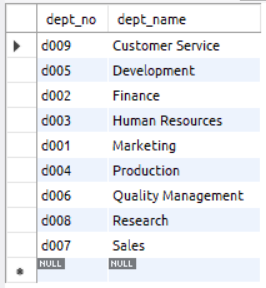 dept_no dept_name
d009 Customer Service
d005 Development
d002 Finance
d003 Human Resources
d001 Marketing
d004 Production
d006 Quality Management
d008 Research
d007 Sales
NULL NULL